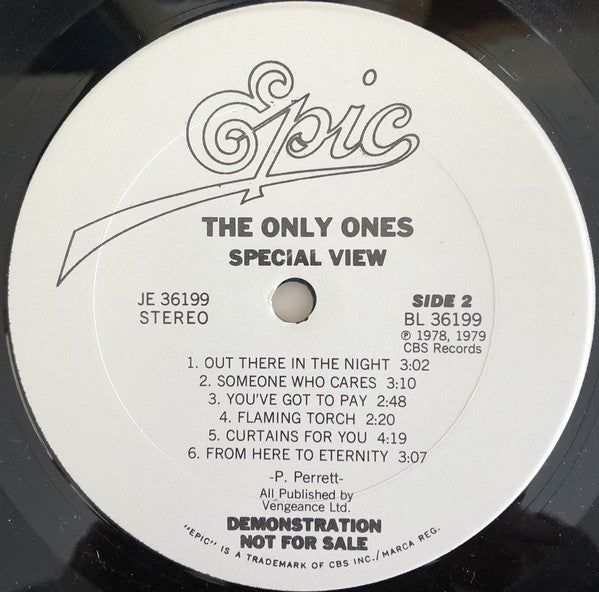 Epic
THE ONLY ONES
SPECIAL VIEW
JE 36199
STEREO
SIDE 2
BL 36199
℗ 1978, 1979
CBS Records
1. OUT THERE IN THE NIGHT 3:02
2. SOMEONE WHO CARES 3:10
3. YOU'VE GOT TO PAY 2:48
4. FLAMING TORCH 2:20
5. CURTAINS FOR YOU 4:19
6. FROM HERE TO ETERNITY 3:07
-P. Perrett-
All Published by
Vengeance Ltd.
DEMONSTRATION
NOT FOR SALE
"EPIC" IS A TRADEMARK OF CBS INC./MARCA REG.